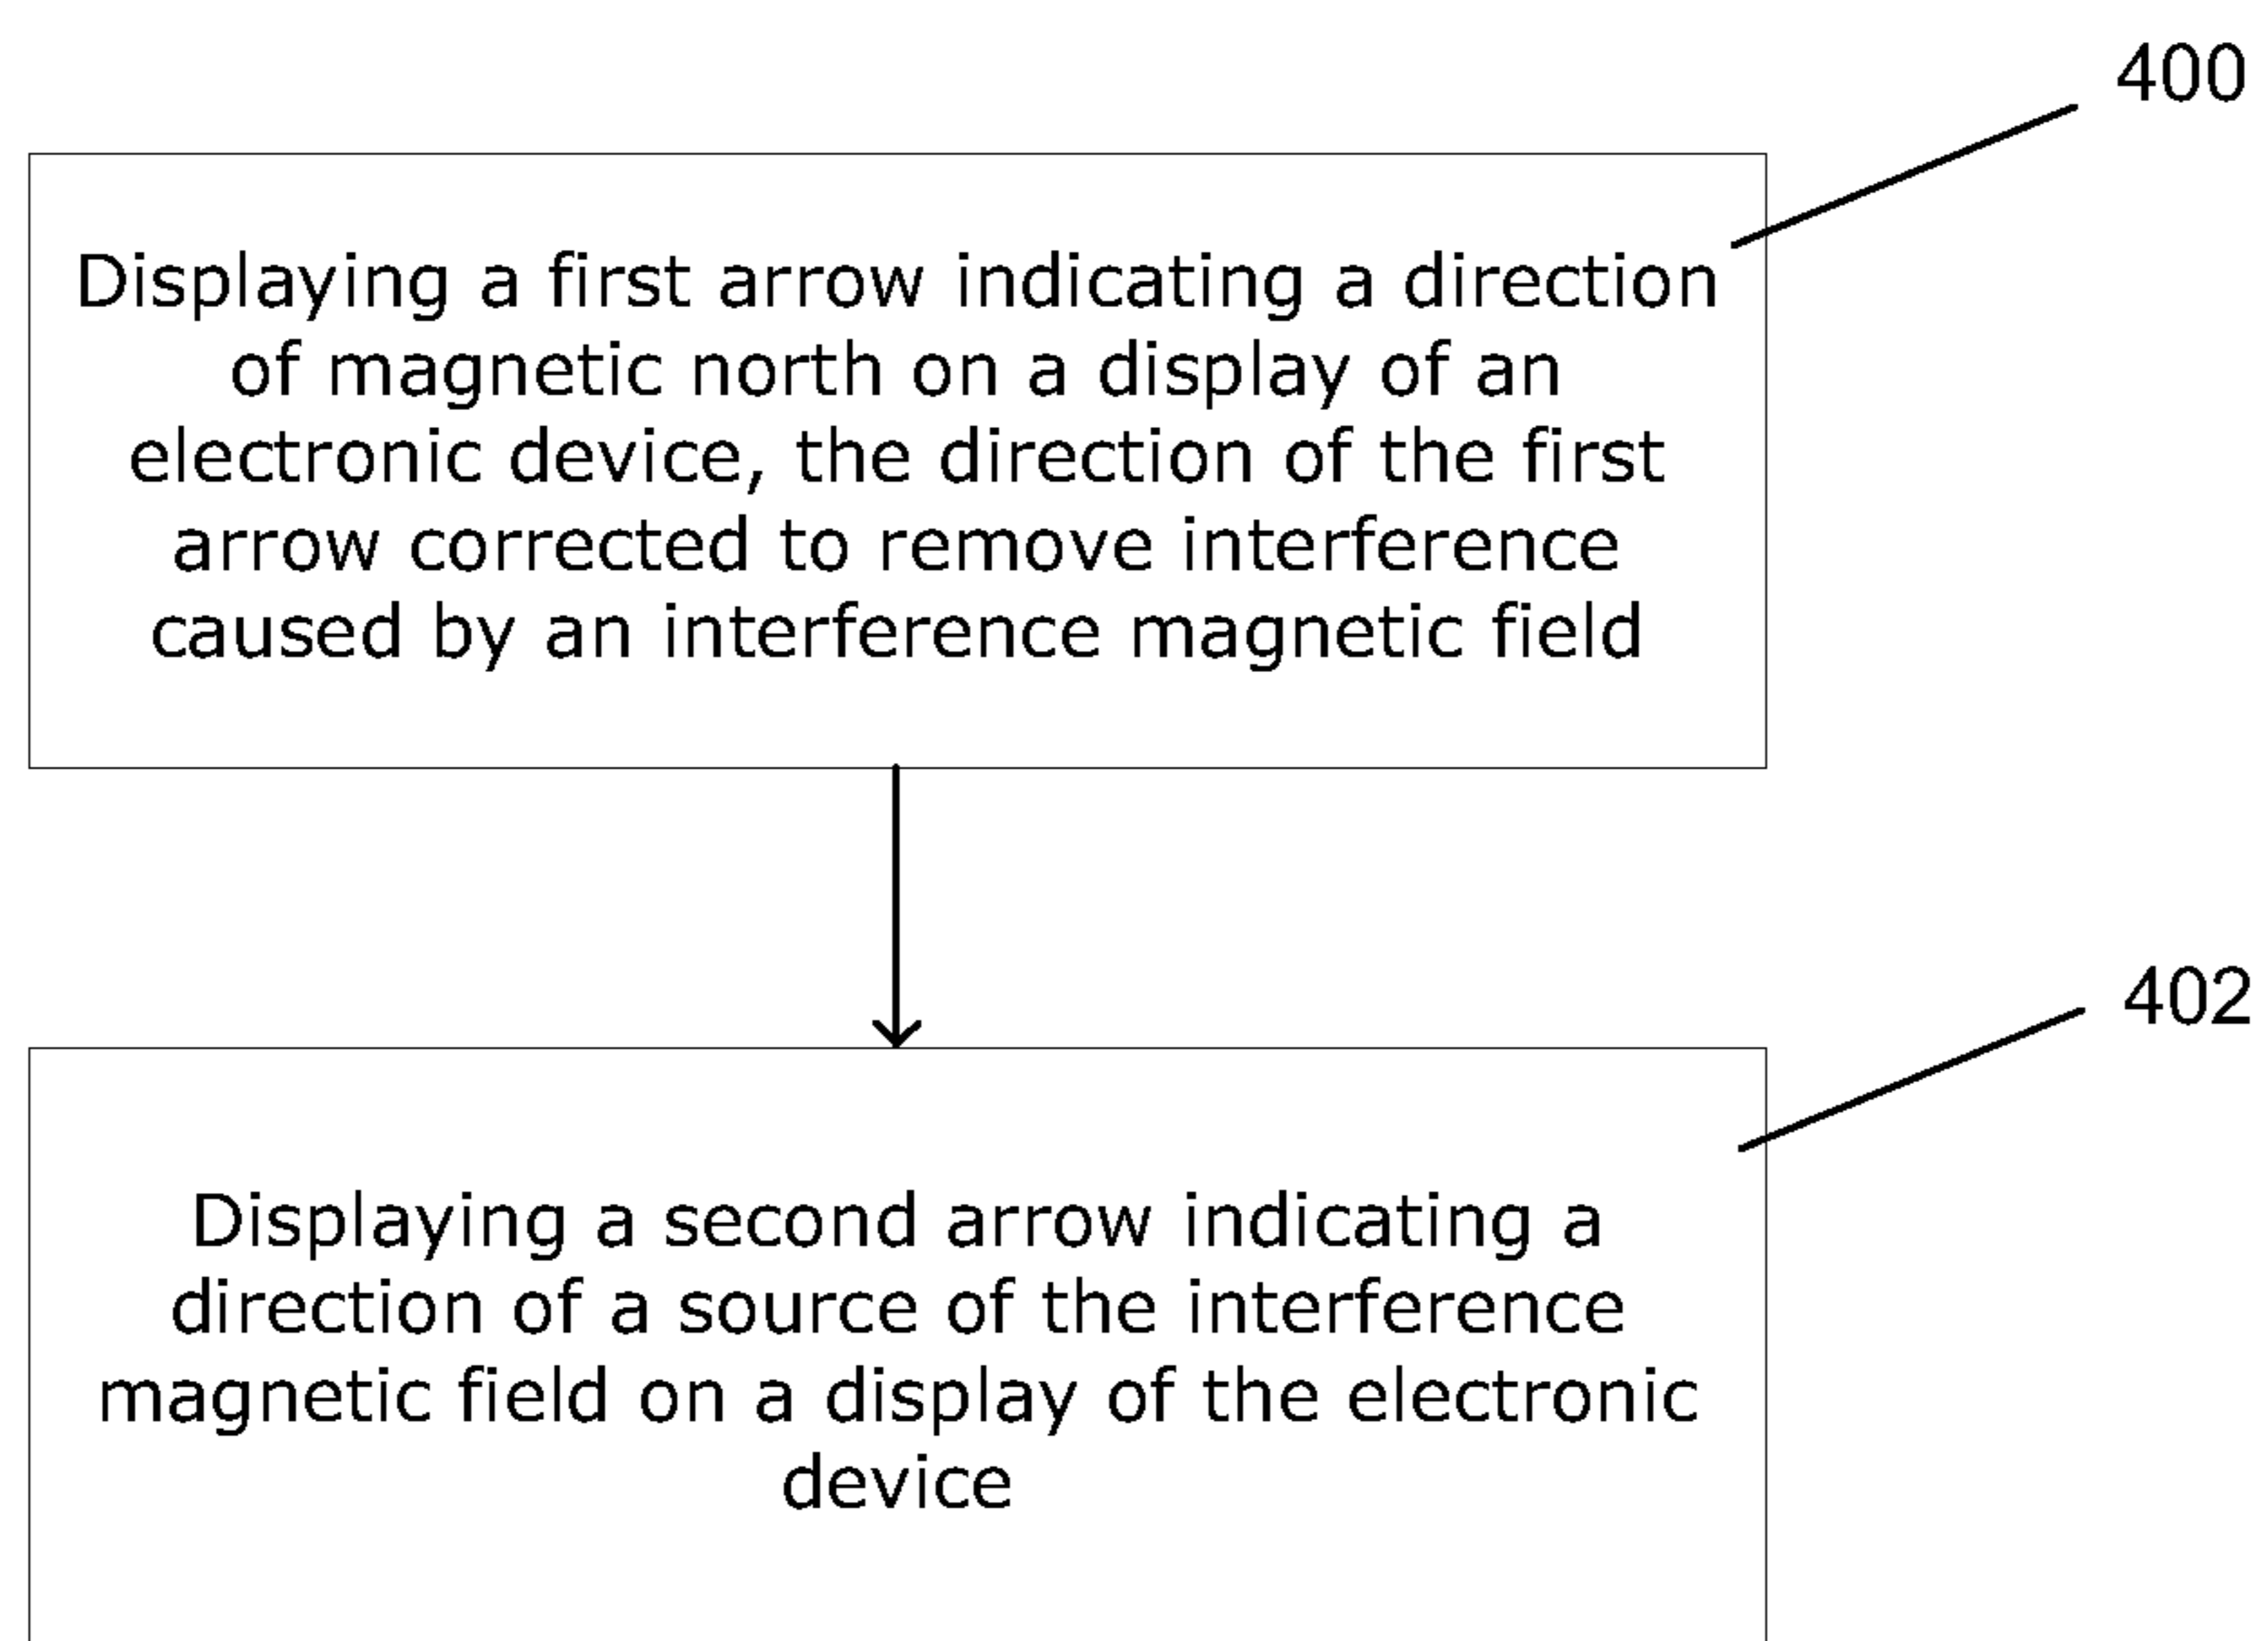 400
Displaying a first arrow indicating a direction
of magnetic north on a display of an
electronic device, the direction of the first
arrow corrected to remove interference
caused by an interference magnetic field
402
Displaying a second arrow indicating a
direction of a source of the interference
magnetic field on a display of the electronic
device